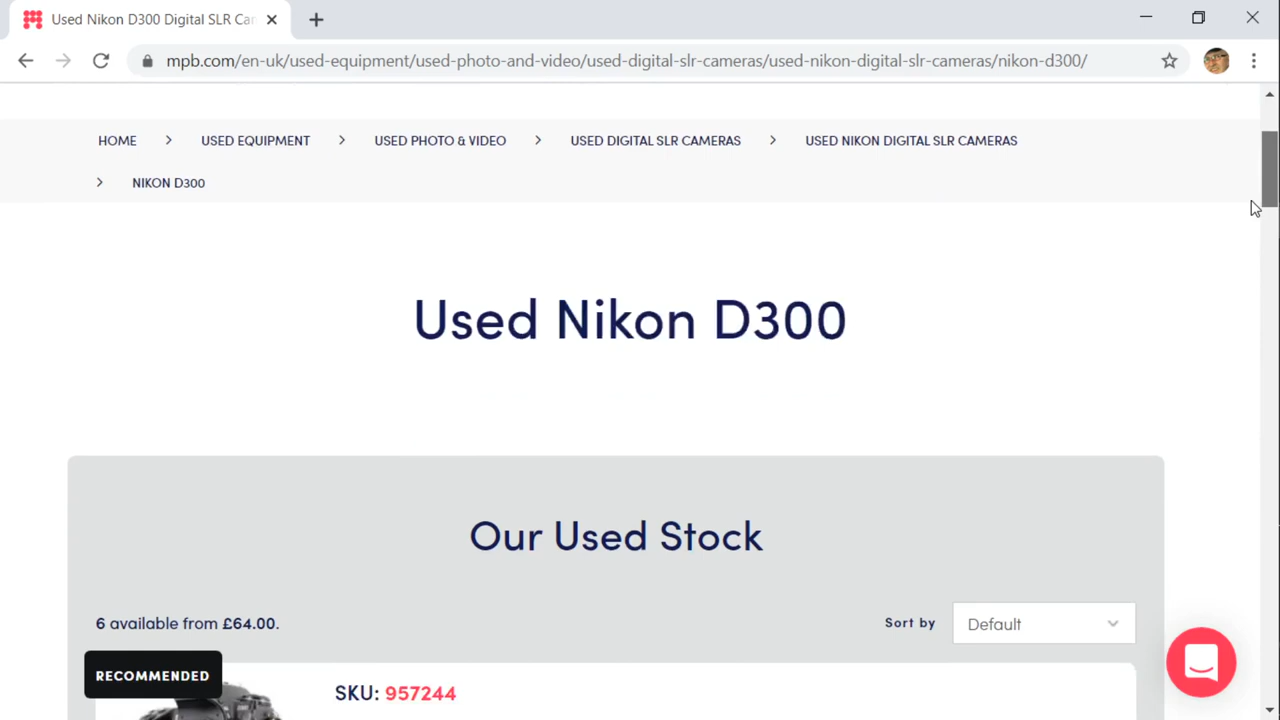 Used Nikon D300 Digital SLR Ca
mpb.com/en-uk/used-equipment/used-photo-and-video/used-digital-slr-cameras/used-nikon-digital-slr-cameras/nikon-d300/
HOME > USED EQUIPMENT > USED PHOTO & VIDEO > USED DIGITAL SLR CAMERAS > USED NIKON DIGITAL SLR CAMERAS
> NIKON D300
Used Nikon D300
Our Used Stock
6 available from £64.00.
Sort by
Default
RECOMMENDED
SKU: 957244